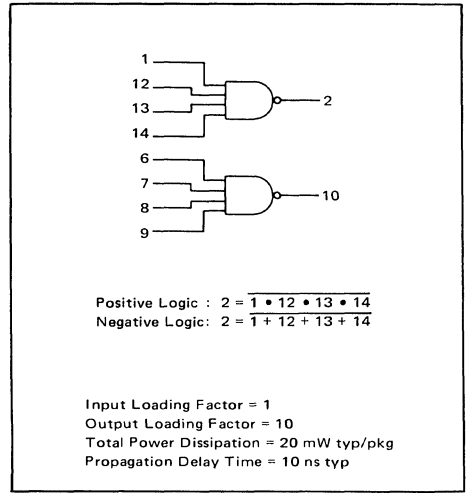 1
12
13
14
2
6
7
8
9
10
Positive Logic : 2 = 1 • 12 • 13 • 14
Negative Logic: 2 = 1 + 12 + 13 + 14
Input Loading Factor = 1
Output Loading Factor = 10
Total Power Dissipation = 20 mW typ/pkg
Propagation Delay Time = 10 ns typ